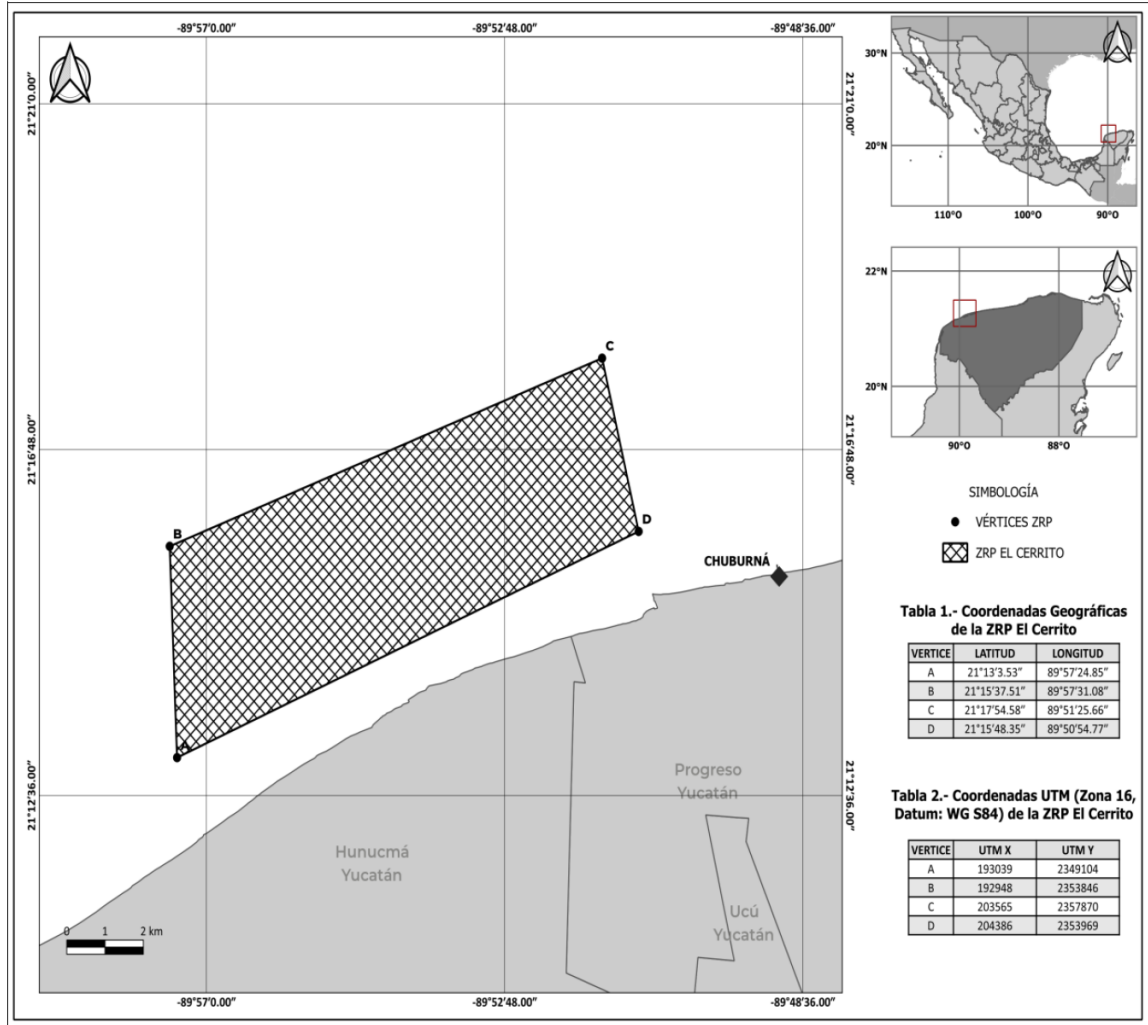 -89°57'0.00"
-89°52'48.00"
-89°48'36.00"
21°21'0.00"
21°21'0.00"
21°16'48.00"
21°16'48.00"
21°12'36.00"
21°12'36.00"
C
B
D
A
CHUBURNÁ
Progreso
Yucatán
Hunucmá
Yucatán
Ucú
Yucatán
0 1 2 km
-89°57'0.00"
-89°52'48.00"
-89°48'36.00"
30°N
20°N
110°O
100°O
90°O
22°N
20°N
90°O
88°O
SIMBOLOGÍA
VÉRTICES ZRP
ZRP EL CERRITO
Tabla 1.- Coordenadas Geográficas
de la ZRP El Cerrito
VERTICE LATITUD LONGITUD
A 21°13'3.53" 89°57'24.85"
B 21°15'37.51" 89°57'31.08"
C 21°17'54.58" 89°51'25.66"
D 21°15'48.35" 89°50'54.77"
Tabla 2.- Coordenadas UTM (Zona 16,
Datum: WG S84) de la ZRP El Cerrito
VERTICE UTM X UTM Y
A 193039 2349104
B 192948 2353846
C 203565 2357870
D 204386 2353969